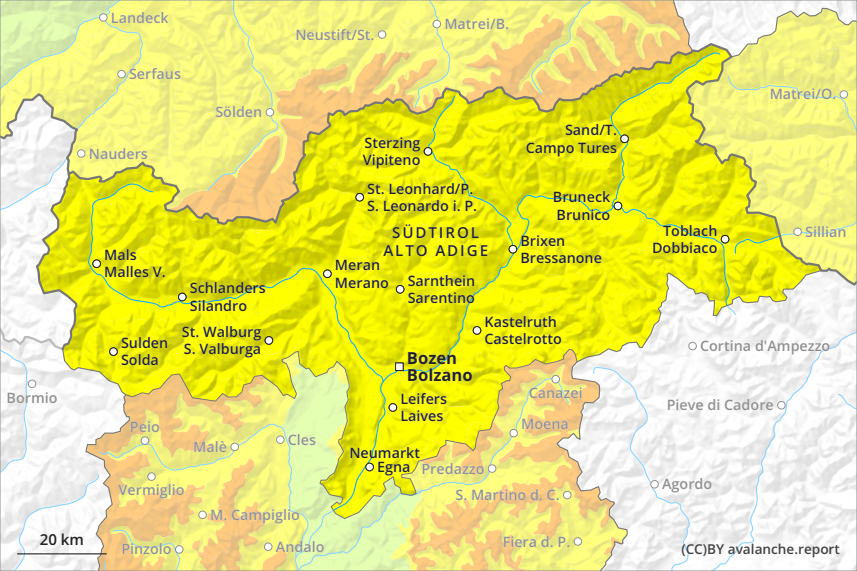 Landeck
Matrei/B.
Neustift/St.
Serfaus
Matrei/O.
Sölden
Sand/T.
Campo Tures
Sterzing
Vipiteno
Nauders
St. Leonhard/P.
S. Leonardo i. P.
Bruneck
Brunico
SÜDTIROL
ALTO ADIGE
Toblach
Dobbiaco
Sillian
Brixen
Bressanone
Mals
Malles V.
Meran
Merano
Sarnthein
Sarentino
Schlanders
Silandro
St. Walburg
S. Valburga
Kastelruth
Castelrotto
Sulden
Solda
Cortina d'Ampezzo
Bozen
Bolzano
Bormio
Canazei
Leifers
Laives
Pieve di Cadore
Moena
Peio
Malè
Cles
Neumarkt
Egna
Predazzo
Agordo
Vermiglio
S. Martino d. C.
M. Campiglio
20 km
Pinzolo
Andalo
Fiera d. P.
(CC)BY avalanche.report